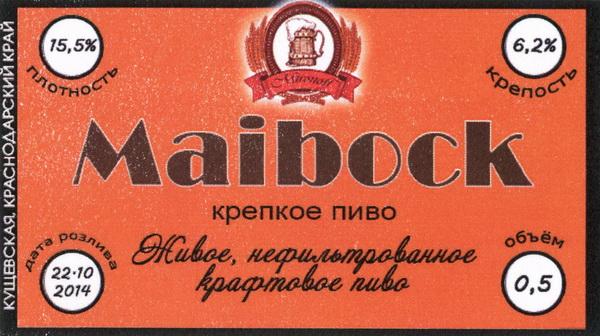 КУЩЕВСКАЯ, КРАСНОДАРСКИЙ КРАЙ
15,5%
ПЛОТНОСТЬ
6,2%
крепость
Maibock
крепкое пиво
Живое, нефильтрованное
крафтовое пиво
дата розлива
22·10
2014
объём
0,5